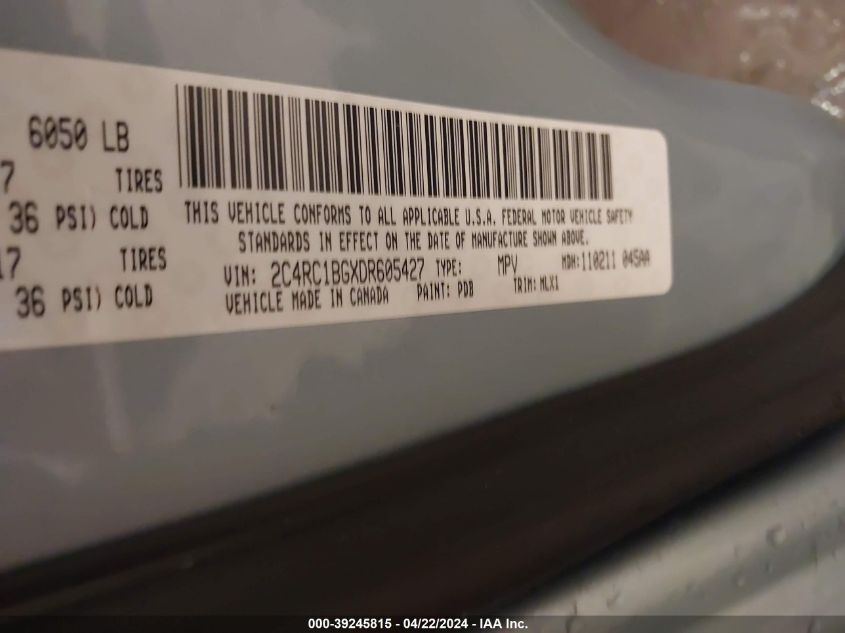 6050 LB
7 TIRES
36 PSI) COLD
17 TIRES
36 PSI) COLD
THIS VEHICLE CONFORMS TO ALL APPLICABLE U.S.A. FEDERAL MOTOR VEHICLE SAFETY
STANDARDS IN EFFECT ON THE DATE OF MANUFACTURE SHOWN ABOVE.
VIN: 2C4RC1BGXDR605427 TYPE: MPV MDH: 110211 045AA
VEHICLE MADE IN CANADA PAINT: PDB TRIM: MLX1
000-39245815 - 04/22/2024 - IAA Inc.